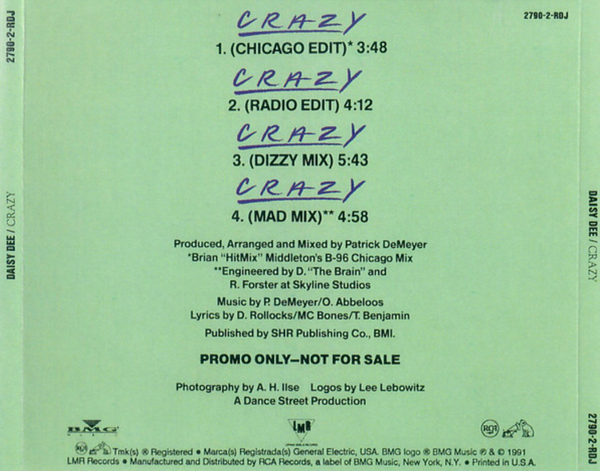 2790-2-RDJ
2790-2-RDJ
CRAZY
1. (CHICAGO EDIT)* 3:48
CRAZY
2. (RADIO EDIT) 4:12
CRAZY
3. (DIZZY MIX) 5:43
CRAZY
4. (MAD MIX)** 4:58
DAISY DEE / CRAZY
DAISY DEE / CRAZY
Produced, Arranged and Mixed by Patrick DeMeyer
*Brian "HitMix" Middleton's B-96 Chicago Mix
**Engineered by D. "The Brain" and
R. Forster at Skyline Studios
Music by P. DeMeyer/O. Abbeloos
Lyrics by D. Rollocks/MC Bones/T. Benjamin
Published by SHR Publishing Co., BMI.
PROMO ONLY—NOT FOR SALE
Photography by A. H. Ilse Logos by Lee Lebowitz
A Dance Street Production
2790-2-RDJ
BMG
LMR
RCA
Tmk(s) ® Registered • Marca(s) Registrada(s) General Electric, USA. BMG logo ® BMG Music ℗ & © 1991
LMR Records • Manufactured and Distributed by RCA Records, a label of BMG Music, New York, N.Y. • Printed in U.S.A.